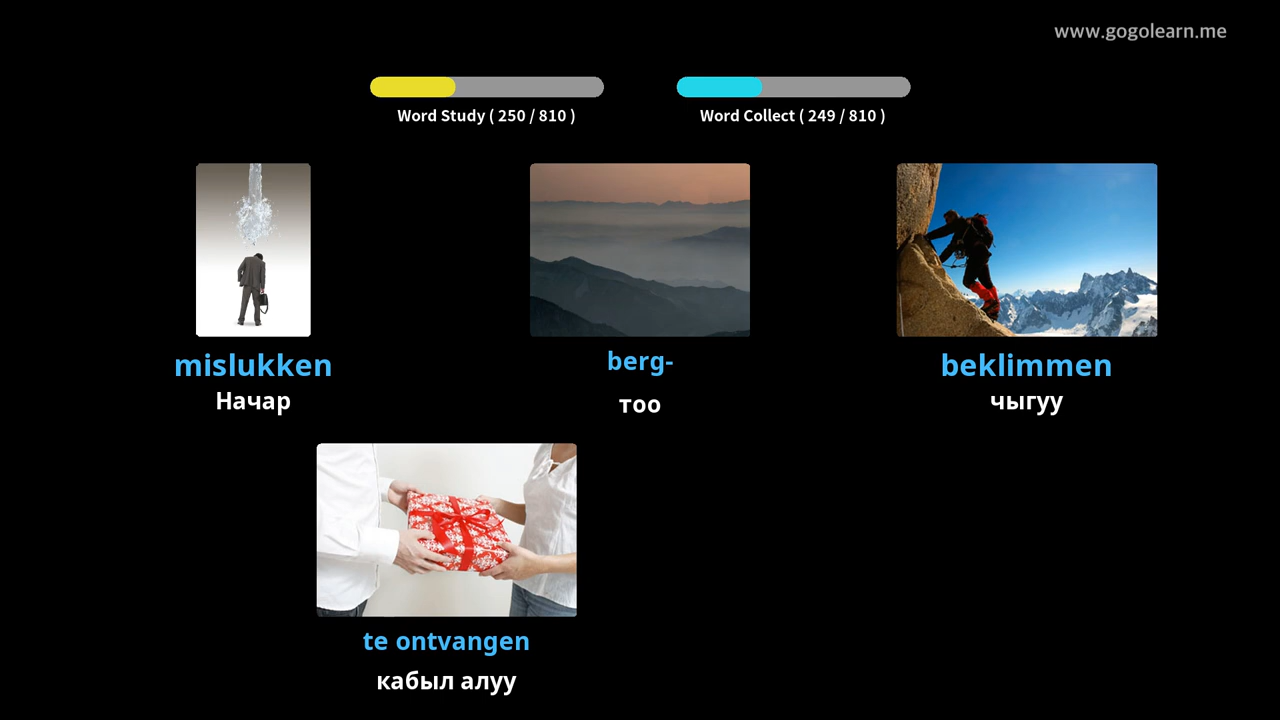 www.gogolearn.me
Word Study ( 250 / 810 )
Word Collect ( 249 / 810 )
mislukken
Начар
berg-
тоо
beklimmen
чыгуу
te ontvangen
кабыл алуу